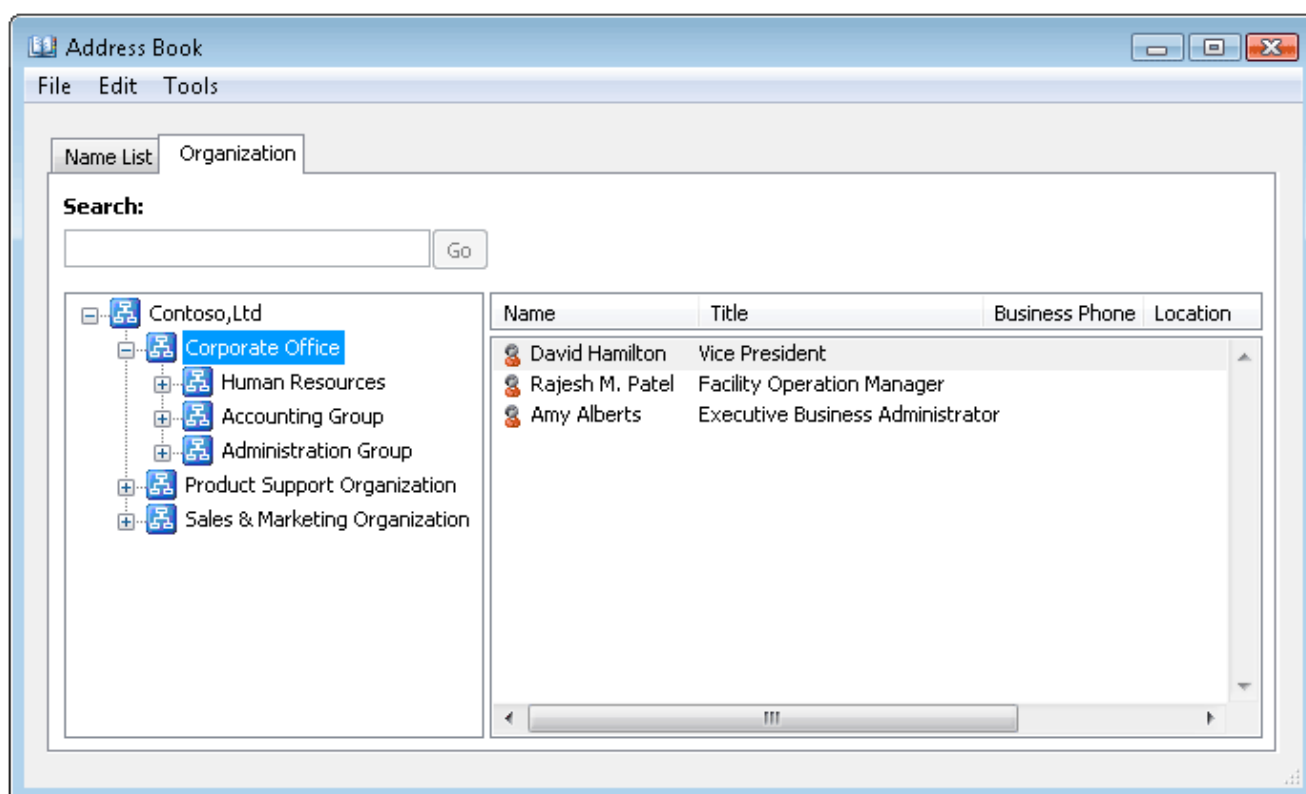 Address Book
File Edit Tools
Name List Organization
Search:
Go
Contoso,Ltd
Corporate Office
Human Resources
Accounting Group
Administration Group
Product Support Organization
Sales & Marketing Organization
Name Title Business Phone Location
David Hamilton Vice President
Rajesh M. Patel Facility Operation Manager
Amy Alberts Executive Business Administrator